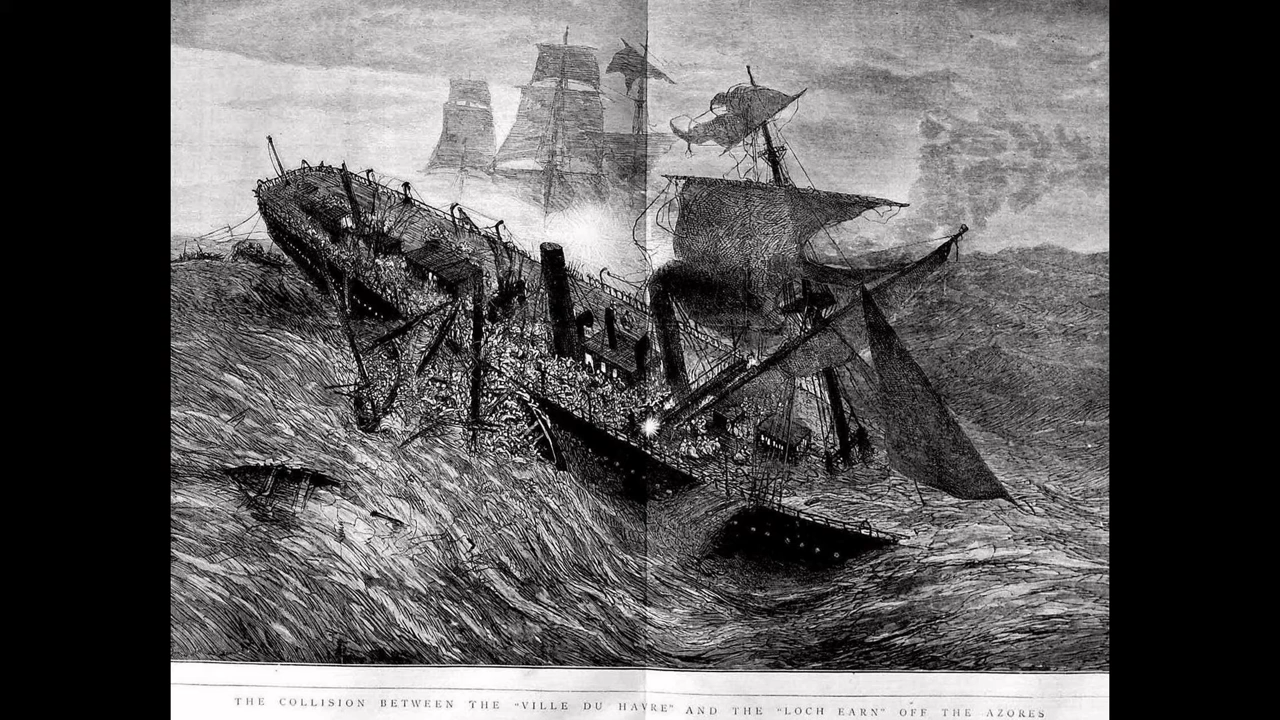 THE COLLISION BETWEEN THE "VILLE DU HAVRE" AND THE "LOCH EARN" OFF THE AZORES